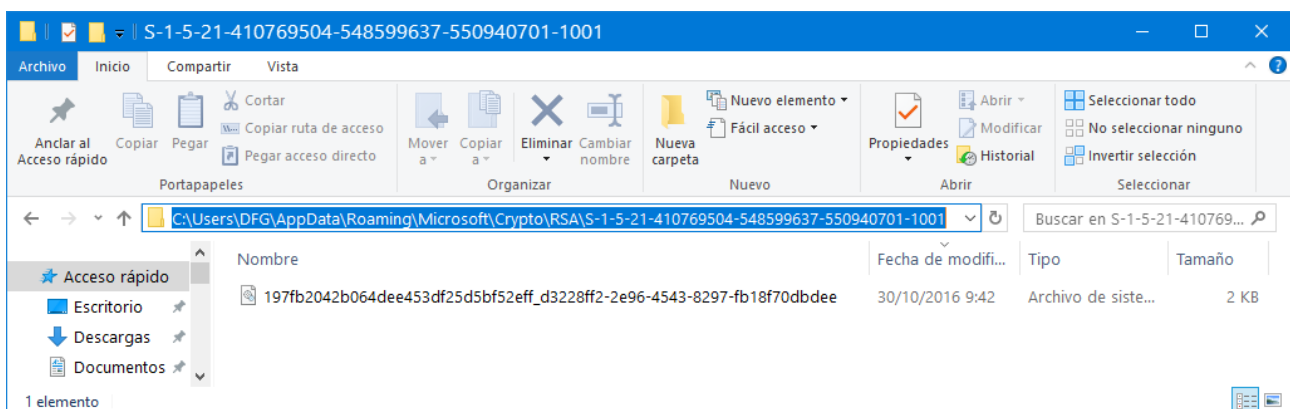 S-1-5-21-410769504-548599637-550940701-1001
Archivo Inicio Compartir Vista
Anclar al Acceso rápido
Copiar
Pegar
Cortar
Copiar ruta de acceso
Pegar acceso directo
Portapapeles
Mover a
Copiar a
Eliminar
Cambiar nombre
Organizar
Nueva carpeta
Nuevo elemento
Fácil acceso
Nuevo
Propiedades
Abrir
Modificar
Historial
Abrir
Seleccionar todo
No seleccionar ninguno
Invertir selección
Seleccionar
C:\Users\DFG\AppData\Roaming\Microsoft\Crypto\RSA\S-1-5-21-410769504-548599637-550940701-1001
Buscar en S-1-5-21-410769...
Acceso rápido
Escritorio
Descargas
Documentos
Nombre Fecha de modifi... Tipo Tamaño
197fb2042b064dee453df25d5bf52eff_d3228ff2-2e96-4543-8297-fb18f70dbdee 30/10/2016 9:42 Archivo de siste... 2 KB
1 elemento